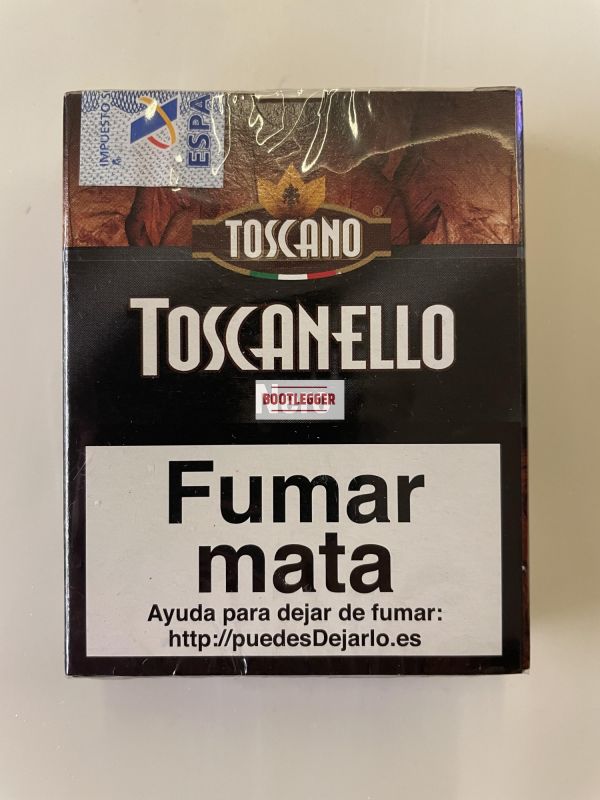 IMPUESTO S
ESPA
TOSCANO
®
TOSCANELLO
BOOTLEGGER
Fumar
mata
Ayuda para dejar de fumar:
http://puedesDejarlo.es